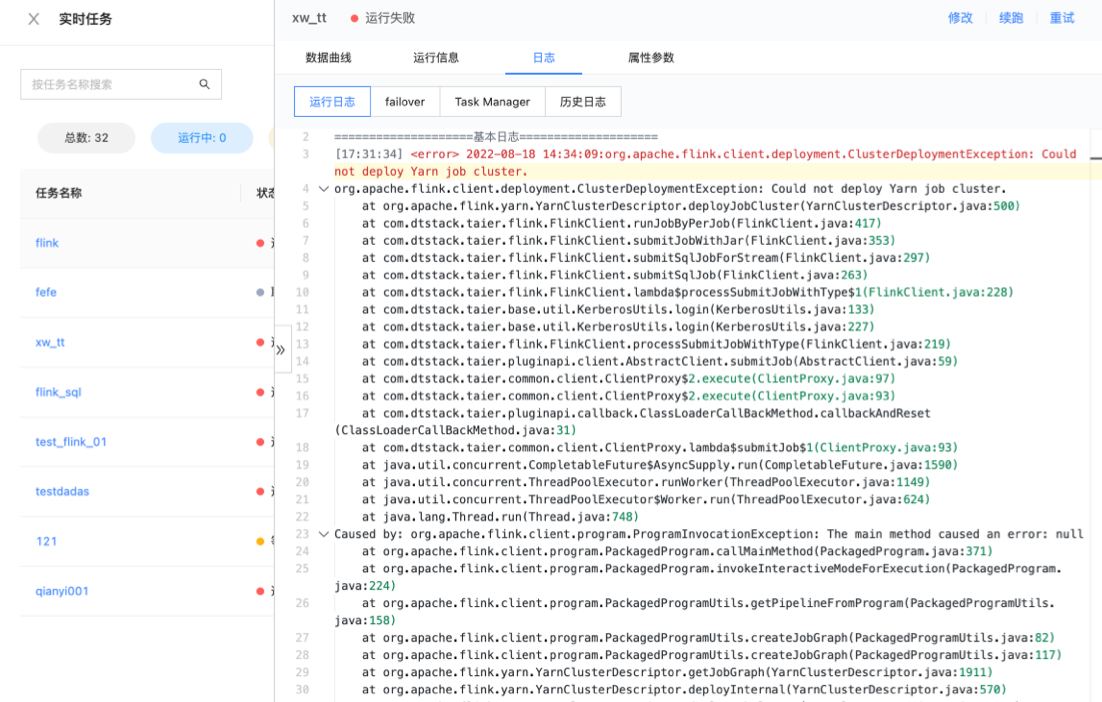 实时任务
按任务名称搜索
总数: 32
运行中: 0
任务名称
flink
fefe
xw_tt
flink_sql
test_flink_01
testdadas
121
qianyi001
xw_tt
运行失败
修改
续跑
重试
数据曲线
运行信息
日志
属性参数
运行日志
failover
Task Manager
历史日志
2 ====================基本日志====================
3 [17:31:34] <error> 2022-08-18 14:34:09:org.apache.flink.client.deployment.ClusterDeploymentException: Could
not deploy Yarn job cluster.
4 org.apache.flink.client.deployment.ClusterDeploymentException: Could not deploy Yarn job cluster.
5 at org.apache.flink.yarn.YarnClusterDescriptor.deployJobCluster(YarnClusterDescriptor.java:500)
6 at com.dtstack.taier.flink.FlinkClient.runJobByPerJob(FlinkClient.java:417)
7 at com.dtstack.taier.flink.FlinkClient.submitJobWithJar(FlinkClient.java:353)
8 at com.dtstack.taier.flink.FlinkClient.submitSqlJobForStream(FlinkClient.java:297)
9 at com.dtstack.taier.flink.FlinkClient.submitSqlJob(FlinkClient.java:263)
10 at com.dtstack.taier.flink.FlinkClient.lambda$processSubmitJobWithType$1(FlinkClient.java:228)
11 at com.dtstack.taier.base.util.KerberosUtils.login(KerberosUtils.java:133)
12 at com.dtstack.taier.base.util.KerberosUtils.login(KerberosUtils.java:227)
13 at com.dtstack.taier.flink.FlinkClient.processSubmitJobWithType(FlinkClient.java:219)
14 at com.dtstack.taier.pluginapi.client.AbstractClient.submitJob(AbstractClient.java:59)
15 at com.dtstack.taier.common.client.ClientProxy$2.execute(ClientProxy.java:97)
16 at com.dtstack.taier.common.client.ClientProxy$2.execute(ClientProxy.java:93)
17 at com.dtstack.taier.pluginapi.callback.ClassLoaderCallBackMethod.callbackAndReset
(ClassLoaderCallBackMethod.java:31)
18 at com.dtstack.taier.common.client.ClientProxy.lambda$submitJob$1(ClientProxy.java:93)
19 at java.util.concurrent.CompletableFuture$AsyncSupply.run(CompletableFuture.java:1590)
20 at java.util.concurrent.ThreadPoolExecutor.runWorker(ThreadPoolExecutor.java:1149)
21 at java.util.concurrent.ThreadPoolExecutor$Worker.run(ThreadPoolExecutor.java:624)
22 at java.lang.Thread.run(Thread.java:748)
23 Caused by: org.apache.flink.client.program.ProgramInvocationException: The main method caused an error: null
24 at org.apache.flink.client.program.PackagedProgram.callMainMethod(PackagedProgram.java:371)
25 at org.apache.flink.client.program.PackagedProgram.invokeInteractiveModeForExecution(PackagedProgram.
java:224)
26 at org.apache.flink.client.program.PackagedProgramUtils.getPipelineFromProgram(PackagedProgramUtils.
java:158)
27 at org.apache.flink.client.program.PackagedProgramUtils.createJobGraph(PackagedProgramUtils.java:82)
28 at org.apache.flink.client.program.PackagedProgramUtils.createJobGraph(PackagedProgramUtils.java:117)
29 at org.apache.flink.yarn.YarnClusterDescriptor.getJobGraph(YarnClusterDescriptor.java:1911)
30 at org.apache.flink.yarn.YarnClusterDescriptor.deployInternal(YarnClusterDescriptor.java:570)